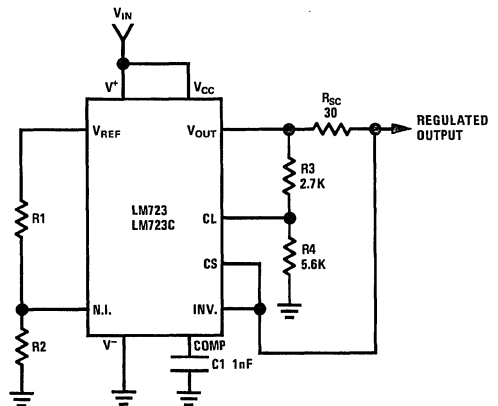 VIN
V+
VCC
VREF
VOUT
RSC
30
REGULATED
OUTPUT
R3
2.7K
R1
LM723
LM723C
CL
R4
5.6K
CS
N.I.
INV.
R2
V−
COMP
C1 1nF